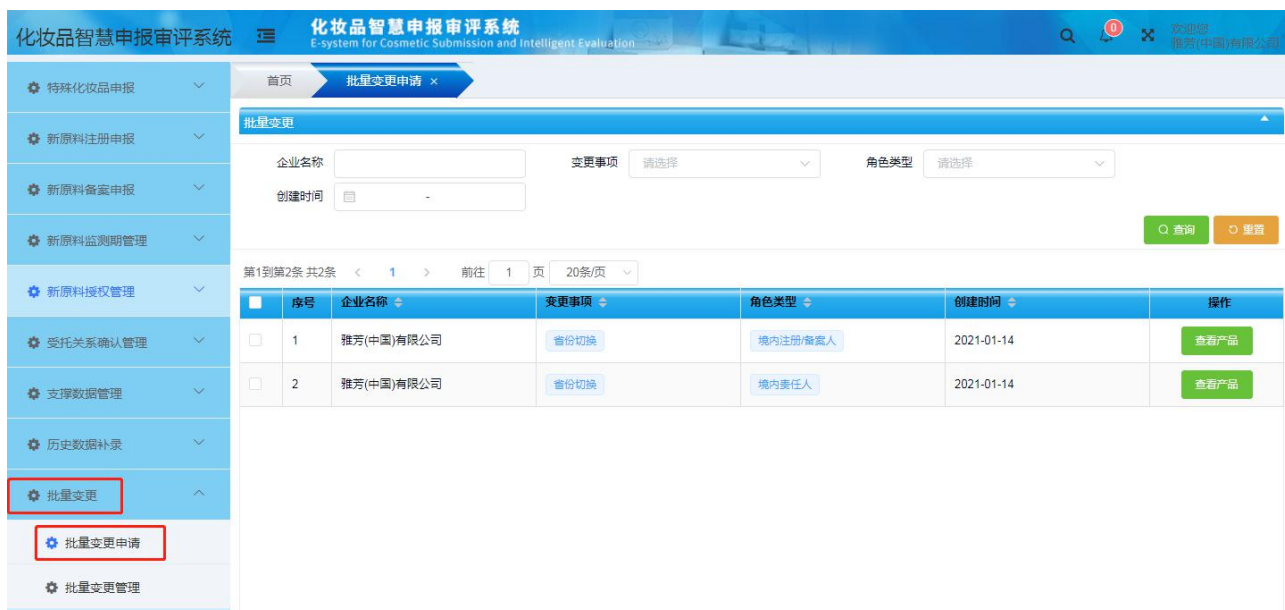 化妆品智慧申报审评系统
化妆品智慧申报审评系统
E-system for Cosmetic Submission and Intelligent Evaluation
0
欢迎您
雅芳(中国)有限公司
特殊化妆品申报
新原料注册申报
新原料备案申报
新原料监测期管理
新原料授权管理
受托关系确认管理
支撑数据管理
历史数据补录
批量变更
批量变更申请
批量变更管理
首页 批量变更申请 ×
批量变更
企业名称 变更事项 请选择 角色类型 请选择
创建时间 -
查询 重置
第1到第2条 共2条 < 1 > 前往 1 页 20条/页
序号 企业名称 变更事项 角色类型 创建时间 操作
1 雅芳(中国)有限公司 省份切换 境内注册/备案人 2021-01-14 查看产品
2 雅芳(中国)有限公司 省份切换 境内责任人 2021-01-14 查看产品